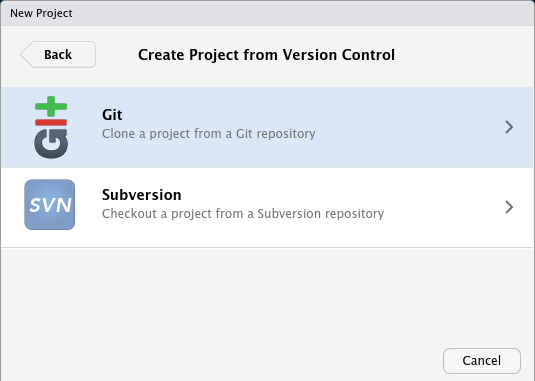 New Project
Back
Create Project from Version Control
git
Git
Clone a project from a Git repository
SVN
Subversion
Checkout a project from a Subversion repository
Cancel